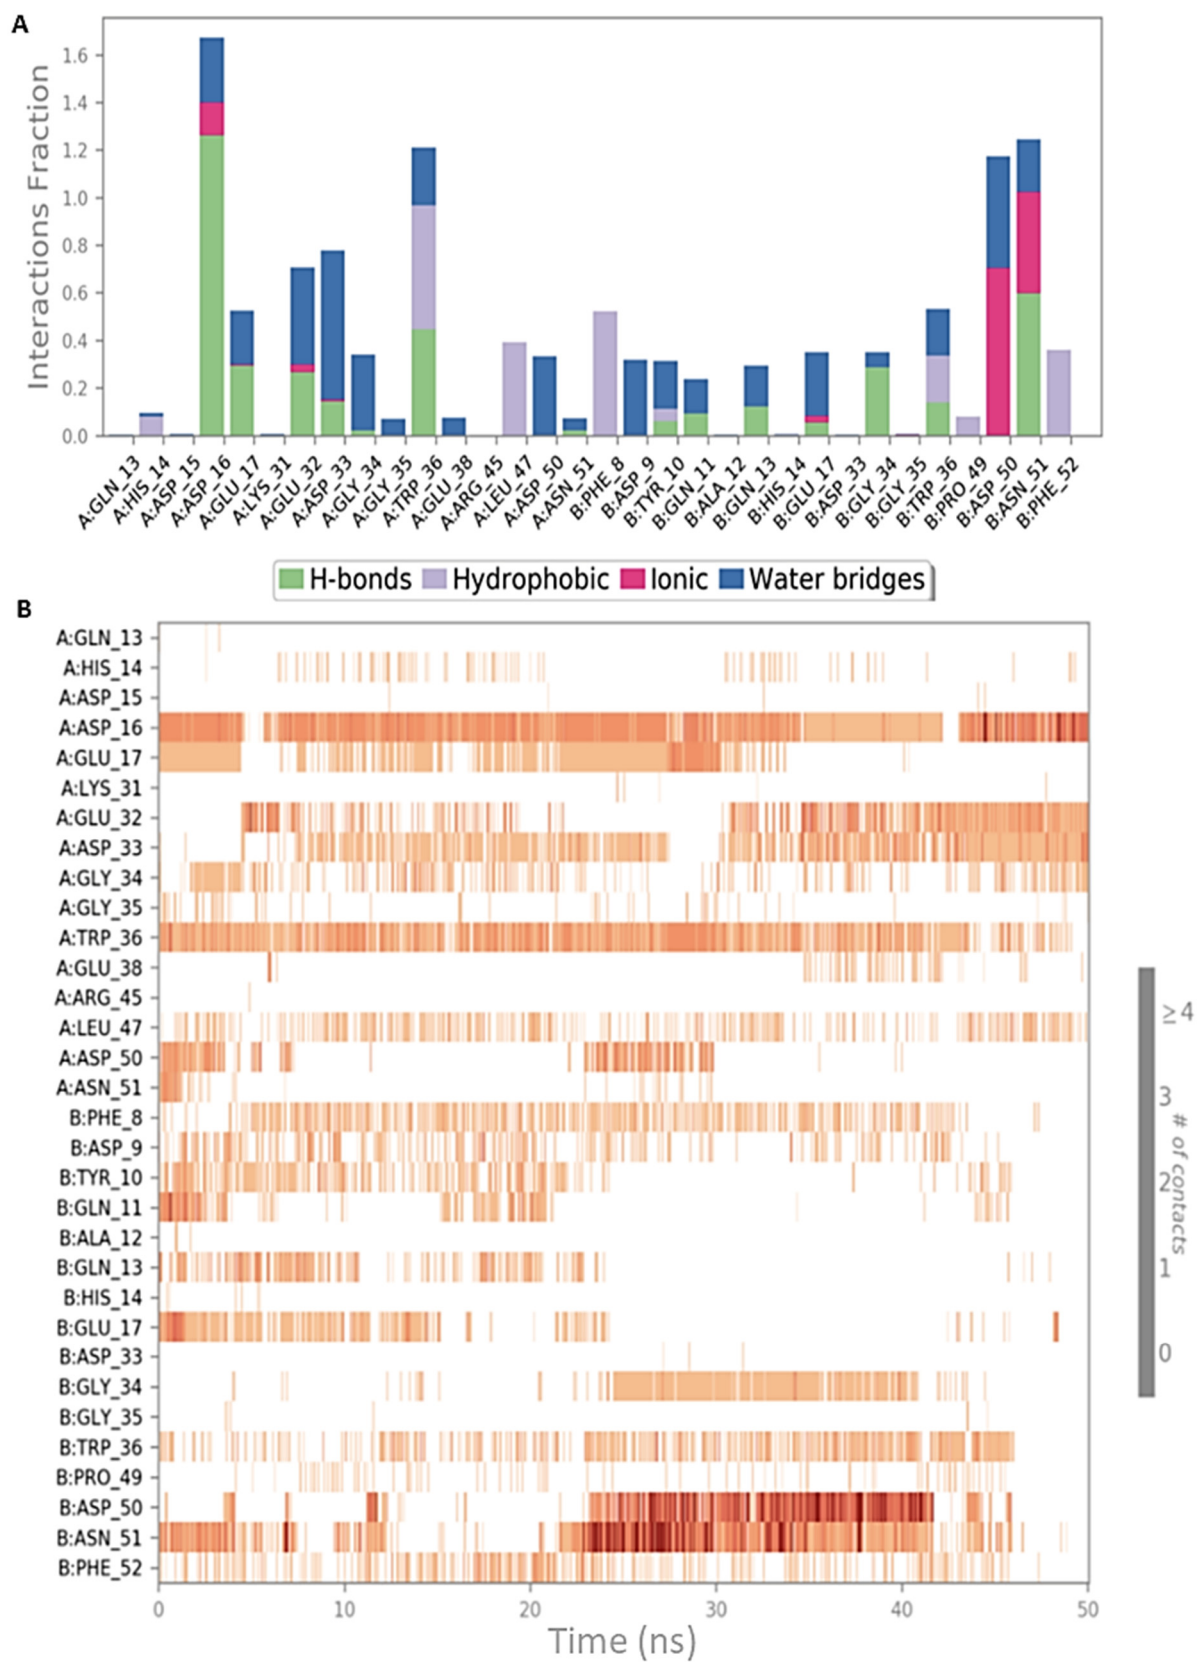 A
Interactions Fraction
1.6
1.4
1.2
1.0
0.8
0.6
0.4
0.2
0.0
A:GLN_13
A:HIS_14
A:ASP_15
A:ASP_16
A:GLU_17
A:LYS_31
A:GLU_32
A:ASP_33
A:GLY_34
A:GLY_35
A:TRP_36
A:GLU_38
A:ARG_45
A:LEU_47
A:ASP_50
A:ASN_51
B:PHE_8
B:ASP_9
B:TYR_10
B:GLN_11
B:ALA_12
B:GLN_13
B:HIS_14
B:GLU_17
B:ASP_33
B:GLY_34
B:GLY_35
B:TRP_36
B:PRO_49
B:ASP_50
B:ASN_51
B:PHE_52
H-bonds Hydrophobic Ionic Water bridges
B
A:GLN_13
A:HIS_14
A:ASP_15
A:ASP_16
A:GLU_17
A:LYS_31
A:GLU_32
A:ASP_33
A:GLY_34
A:GLY_35
A:TRP_36
A:GLU_38
A:ARG_45
A:LEU_47
A:ASP_50
A:ASN_51
B:PHE_8
B:ASP_9
B:TYR_10
B:GLN_11
B:ALA_12
B:GLN_13
B:HIS_14
B:GLU_17
B:ASP_33
B:GLY_34
B:GLY_35
B:TRP_36
B:PRO_49
B:ASP_50
B:ASN_51
B:PHE_52
0 10 20 30 40 50
Time (ns)
≥4
3
2
1
0
# of contacts